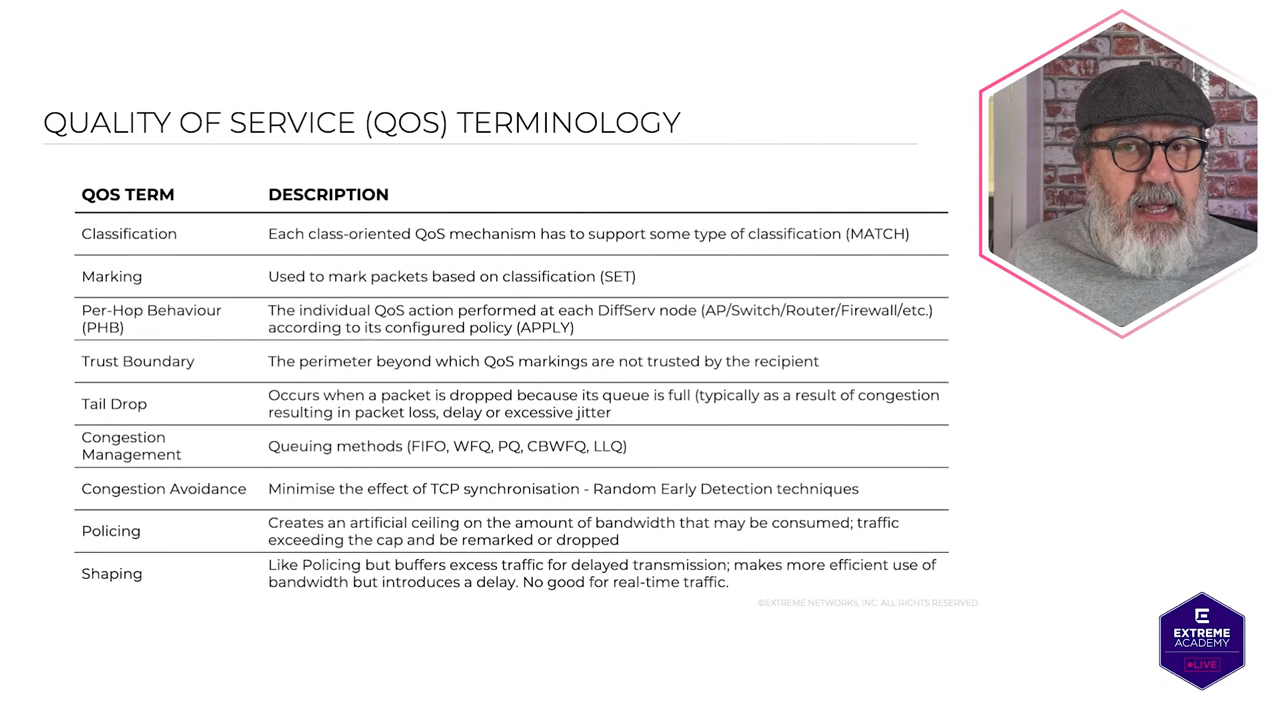 QUALITY OF SERVICE (QOS) TERMINOLOGY
QOS TERM DESCRIPTION
Classification Each class-oriented QoS mechanism has to support some type of classification (MATCH)
Marking Used to mark packets based on classification (SET)
Per-Hop Behaviour
(PHB)
The individual QoS action performed at each DiffServ node (AP/Switch/Router/Firewall/etc.)
according to its configured policy (APPLY)
Trust Boundary The perimeter beyond which QoS markings are not trusted by the recipient
Tail Drop
Occurs when a packet is dropped because its queue is full (typically as a result of congestion
resulting in packet loss, delay or excessive jitter
Congestion
Management
Queuing methods (FIFO, WFQ, PQ, CBWFQ, LLQ)
Congestion Avoidance Minimise the effect of TCP synchronisation - Random Early Detection techniques
Policing
Creates an artificial ceiling on the amount of bandwidth that may be consumed; traffic
exceeding the cap and be remarked or dropped
Shaping
Like Policing but buffers excess traffic for delayed transmission; makes more efficient use of
bandwidth but introduces a delay. No good for real-time traffic.
©EXTREME NETWORKS, INC. ALL RIGHTS RESERVED.
EXTREME
ACADEMY
LIVE